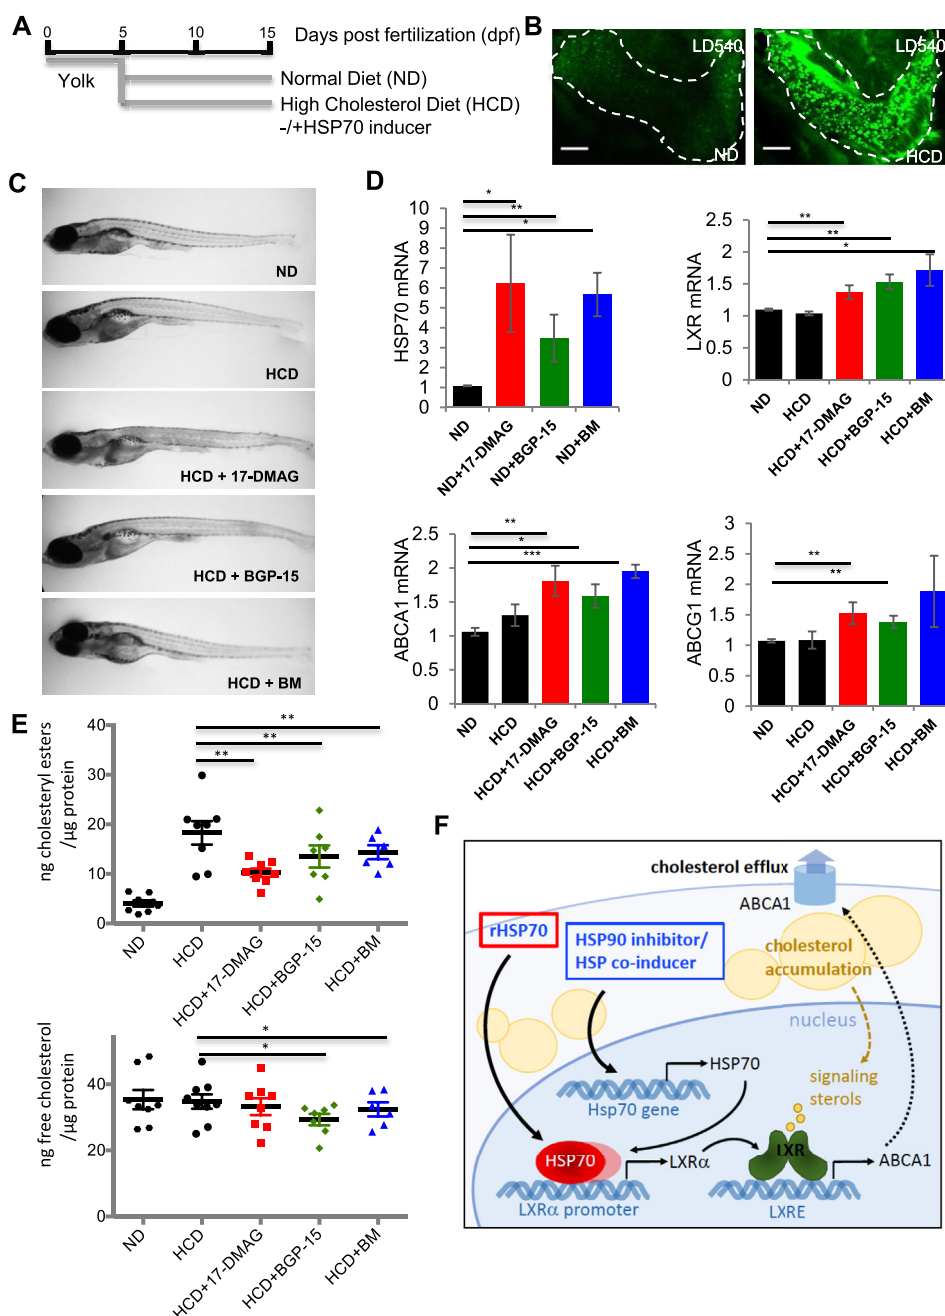 A
0 5 10 15 Days post fertilization (dpf)
Yolk
Normal Diet (ND)
High Cholesterol Diet (HCD)
-/+HSP70 inducer
B
LD540
ND
LD540
HCD
C
ND
HCD
HCD + 17-DMAG
HCD + BGP-15
HCD + BM
D
HSP70 mRNA
10
9
8
7
6
5
4
3
2
1
0
*
**
*
ND
ND+17-DMAG
ND+BGP-15
ND+BM
LXR mRNA
2.5
2
1.5
1
0.5
0
**
**
*
ND
HCD
HCD+17-DMAG
HCD+BGP-15
HCD+BM
ABCA1 mRNA
2.5
2
1.5
1
0.5
0
**
*
***
ND
HCD
HCD+17-DMAG
HCD+BGP-15
HCD+BM
ABCG1 mRNA
3
2.5
2
1.5
1
0.5
0
**
**
ND
HCD
HCD+17-DMAG
HCD+BGP-15
HCD+BM
E
ng cholesteryl esters
/µg protein
40
30
20
10
0
**
**
**
ND
HCD
HCD+17-DMAG
HCD+BGP-15
HCD+BM
ng free cholesterol
/µg protein
60
40
20
0
*
*
ND
HCD
HCD+17-DMAG
HCD+BGP-15
HCD+BM
F
cholesterol efflux
ABCA1
rHSP70
HSP90 inhibitor/
HSP co-inducer
cholesterol
accumulation
nucleus
HSP70
Hsp70 gene
signaling
sterols
HSP70
LXRα
LXR
ABCA1
LXRα promoter
LXRE